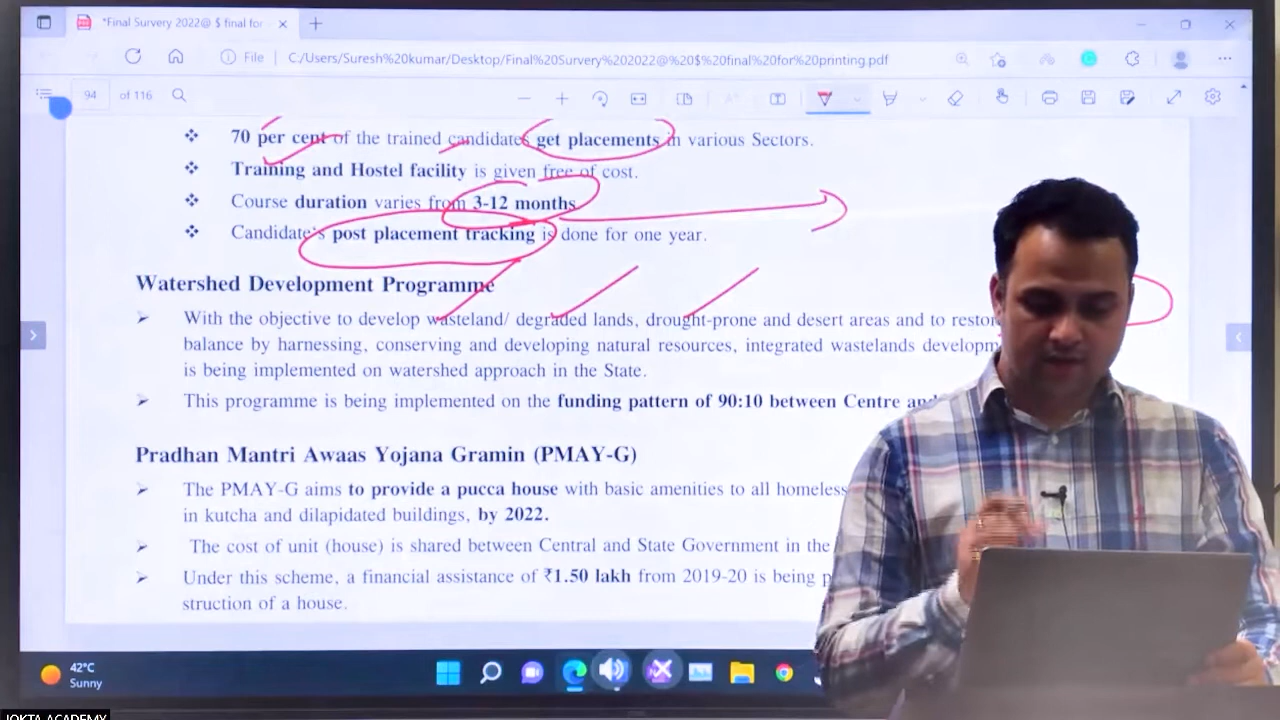 *Final Survery 2022@ $ final for
File C:/Users/Suresh%20kumar/Desktop/Final%20Survery%202022@%20$%20final%20for%20printing.pdf
94 of 116
70 per cent of the trained candidates get placements in various Sectors.
Training and Hostel facility is given free of cost.
Course duration varies from 3-12 months
Candidate's post placement tracking is done for one year.
Watershed Development Programme
With the objective to develop wasteland/ degraded lands, drought-prone and desert areas and to
balance by harnessing, conserving and developing natural resources, integrated wastelands
is being implemented on watershed approach in the State.
This programme is being implemented on the funding pattern of 90:10 between Centre
Pradhan Mantri Awaas Yojana Gramin (PMAY-G)
The PMAY-G aims to provide a pucca house with basic amenities to all homeless
in kutcha and dilapidated buildings, by 2022.
The cost of unit (house) is shared between Central and State Government in the
Under this scheme, a financial assistance of ₹1.50 lakh from 2019-20 is being
struction of a house.
42°C
Sunny
JOKTA ACADEMY